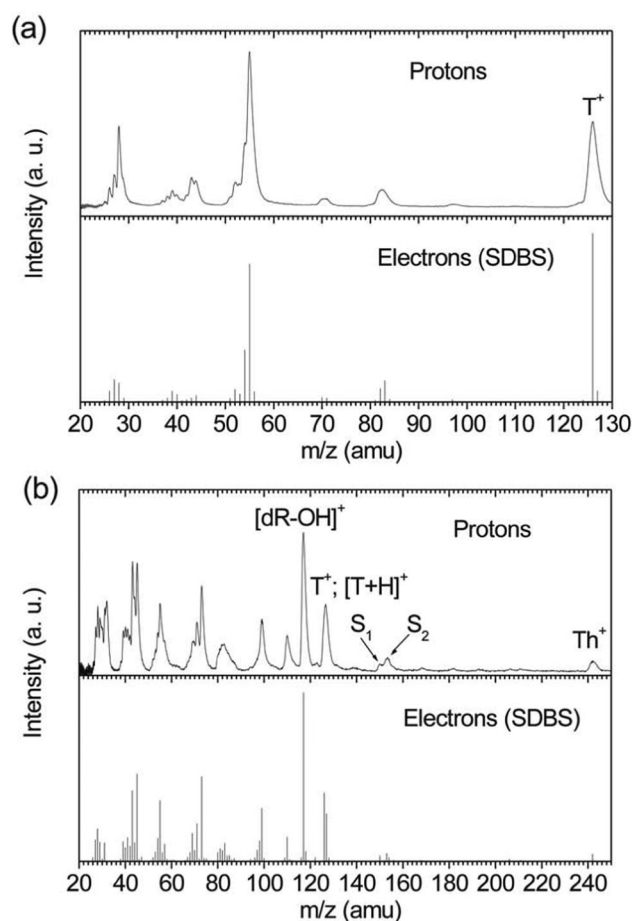 (a)
Protons
T+
Intensity (a. u.)
Electrons (SDBS)
20 30 40 50 60 70 80 90 100 110 120 130
m/z (amu)
(b)
[dR-OH]+
Protons
T+; [T+H]+
S1
S2
Th+
Intensity (a. u.)
Electrons (SDBS)
20 40 60 80 100 120 140 160 180 200 220 240
m/z (amu)